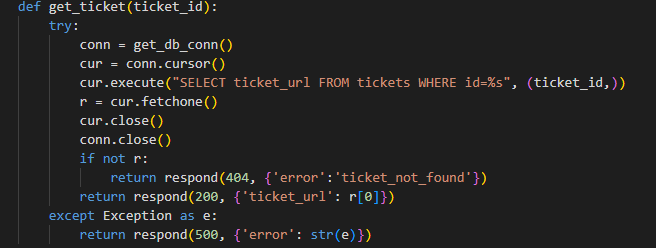 def get_ticket(ticket_id):
    try:
        conn = get_db_conn()
        cur = conn.cursor()
        cur.execute("SELECT ticket_url FROM tickets WHERE id=%s", (ticket_id,))
        r = cur.fetchone()
        cur.close()
        conn.close()
        if not r:
            return respond(404, {'error':'ticket_not_found'})
        return respond(200, {'ticket_url': r[0]})
    except Exception as e:
        return respond(500, {'error': str(e)})